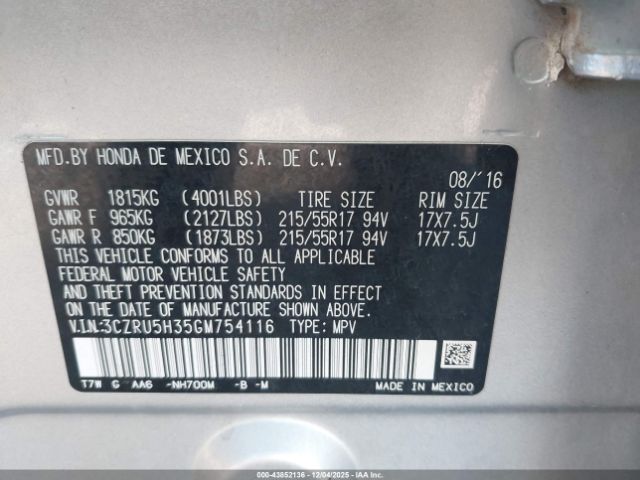 MFD.BY HONDA DE MEXICO S.A. DE C.V.
08/'16
GVWR 1815KG (4001LBS) TIRE SIZE RIM SIZE
GAWR F 965KG (2127LBS) 215/55R17 94V 17X7.5J
GAWR R 850KG (1873LBS) 215/55R17 94V 17X7.5J
THIS VEHICLE CONFORMS TO ALL APPLICABLE
FEDERAL MOTOR VEHICLE SAFETY
AND THEFT PREVENTION STANDARDS IN EFFECT
ON THE DATE OF MANUFACTURE SHOWN ABOVE.
V.I.N:3CZRU5H35GM754116 TYPE: MPV
T7W G AA6 -NH700M -B -M
MADE IN MEXICO
000-43852136 - 12/04/2025 - IAAI.COM